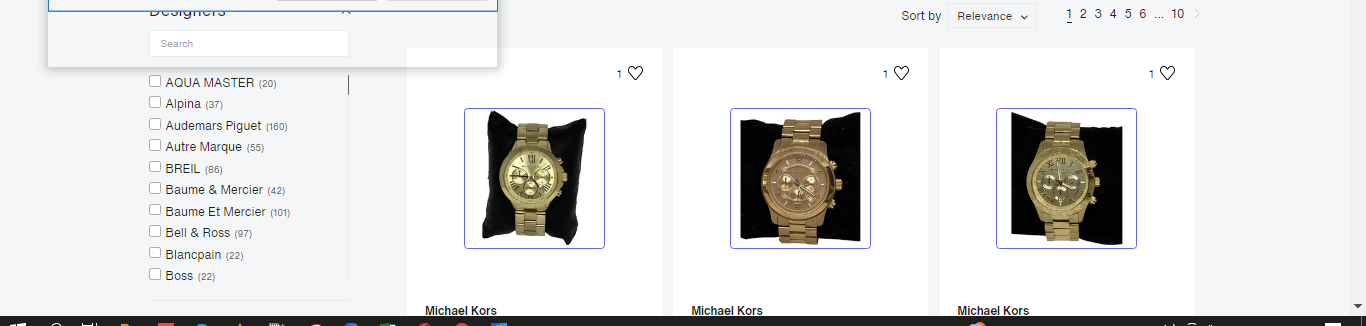 Designers
Search
AQUA MASTER (20)
Alpina (37)
Audemars Piguet (160)
Autre Marque (55)
BREIL (86)
Baume & Mercier (42)
Baume Et Mercier (101)
Bell & Ross (97)
Blancpain (22)
Boss (22)
Sort by Relevance 1 2 3 4 5 6 ... 10
1 1 1
Michael Kors Michael Kors Michael Kors